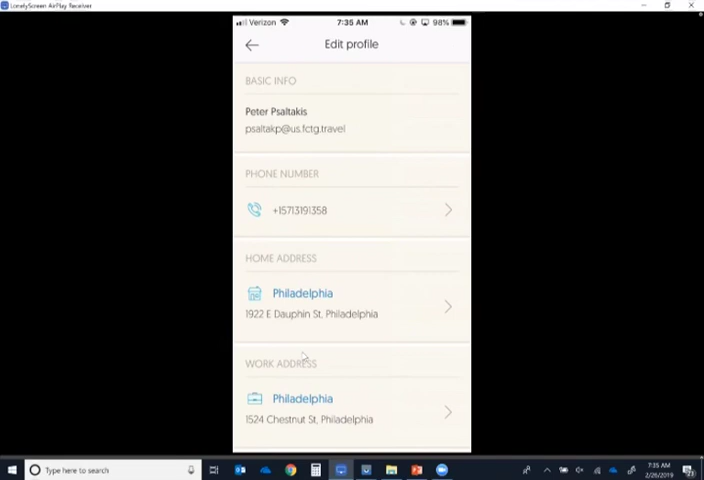 LonelyScreen AirPlay Receiver
Verizon
7:35 AM
98%
Edit profile
BASIC INFO
Peter Psaltakis
psaltakp@us.fctg.travel
PHONE NUMBER
+15713191358
HOME ADDRESS
Philadelphia
1922 E Dauphin St, Philadelphia
WORK ADDRESS
Philadelphia
1524 Chestnut St, Philadelphia
Type here to search
7:35 AM
2/26/2019